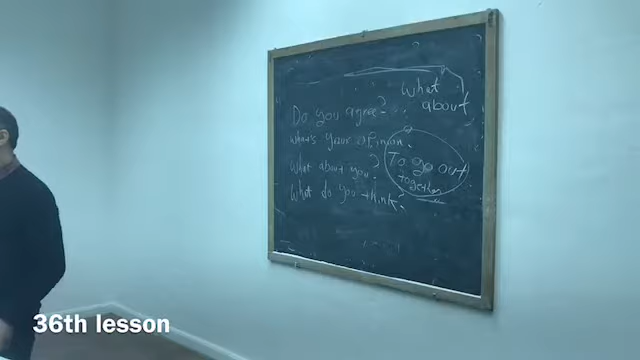 What
about
Do you agree?...
What's your opinion.
What about you?
What do you think?
To go out
together
36th lesson